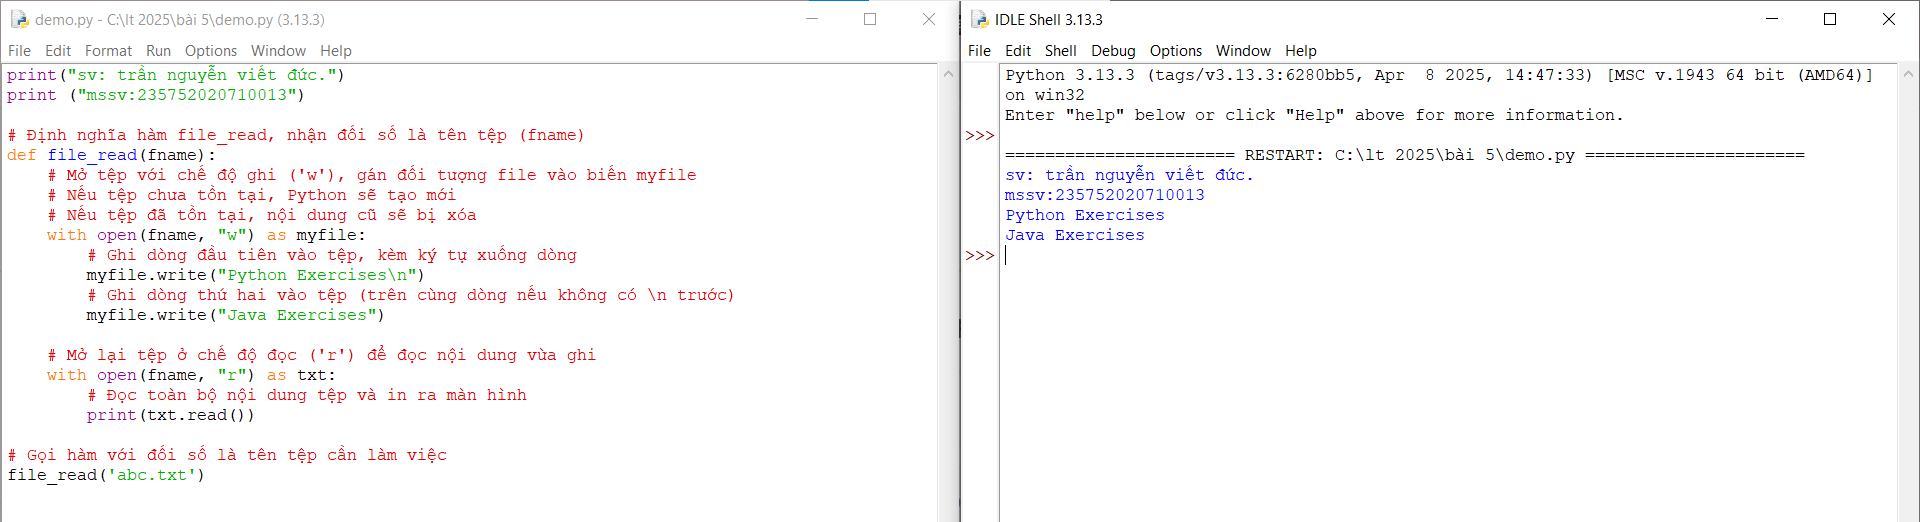 demo.py - C:\lt 2025\bài 5\demo.py (3.13.3)
File Edit Format Run Options Window Help
print("sv: trần nguyễn viết đức.")
print ("mssv:235752020710013")
# Định nghĩa hàm file_read, nhận đối số là tên tệp (fname)
def file_read(fname):
    # Mở tệp với chế độ ghi ('w'), gán đối tượng file vào biến myfile
    # Nếu tệp chưa tồn tại, Python sẽ tạo mới
    # Nếu tệp đã tồn tại, nội dung cũ sẽ bị xóa
    with open(fname, "w") as myfile:
        # Ghi dòng đầu tiên vào tệp, kèm ký tự xuống dòng
        myfile.write("Python Exercises\n")
        # Ghi dòng thứ hai vào tệp (trên cùng dòng nếu không có \n trước)
        myfile.write("Java Exercises")
    # Mở lại tệp ở chế độ đọc ('r') để đọc nội dung vừa ghi
    with open(fname, "r") as txt:
        # Đọc toàn bộ nội dung tệp và in ra màn hình
        print(txt.read())
# Gọi hàm với đối số là tên tệp cần làm việc
file_read('abc.txt')
IDLE Shell 3.13.3
File Edit Shell Debug Options Window Help
Python 3.13.3 (tags/v3.13.3:6280bb5, Apr  8 2025, 14:47:33) [MSC v.1943 64 bit (AMD64)]
on win32
Enter "help" below or click "Help" above for more information.
>>>
======================= RESTART: C:\lt 2025\bài 5\demo.py ======================
sv: trần nguyễn viết đức.
mssv:235752020710013
Python Exercises
Java Exercises
>>>